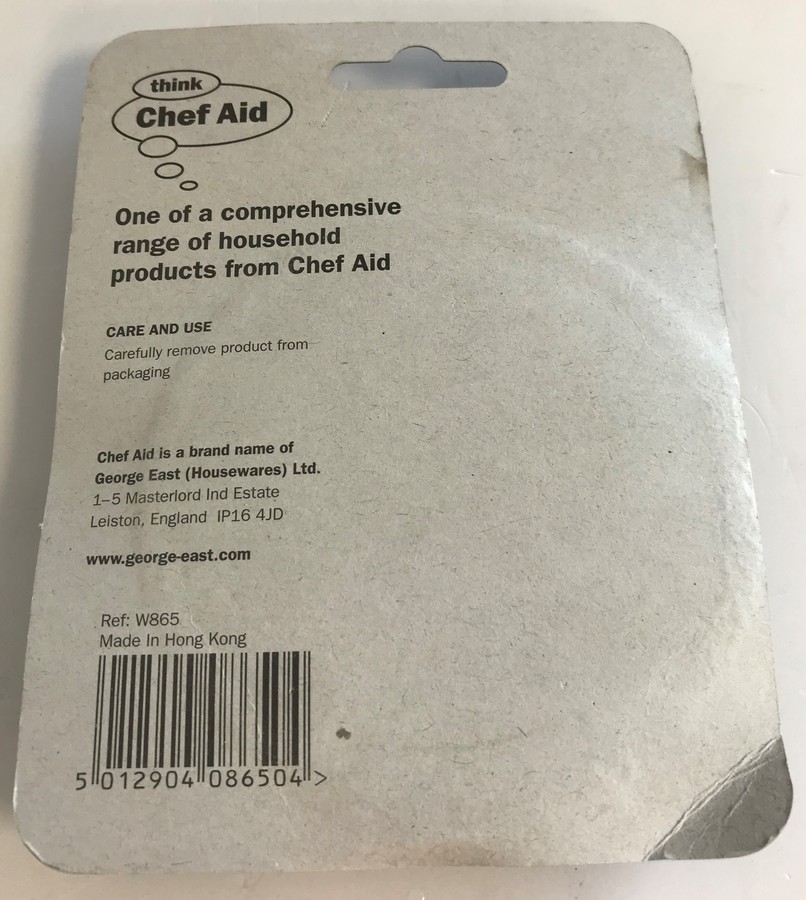 think
Chef Aid
One of a comprehensive
range of household
products from Chef Aid
CARE AND USE
Carefully remove product from
packaging
Chef Aid is a brand name of
George East (Housewares) Ltd.
1–5 Masterlord Ind Estate
Leiston, England IP16 4JD
www.george-east.com
Ref: W865
Made In Hong Kong
5 012904 086504 >